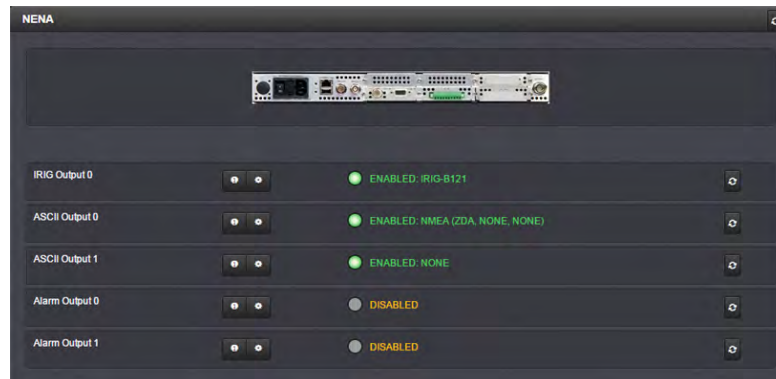 NENA
IRIG Output 0 ENABLED: IRIG-B121
ASCII Output 0 ENABLED: NMEA (ZDA, NONE, NONE)
ASCII Output 1 ENABLED: NONE
Alarm Output 0 DISABLED
Alarm Output 1 DISABLED